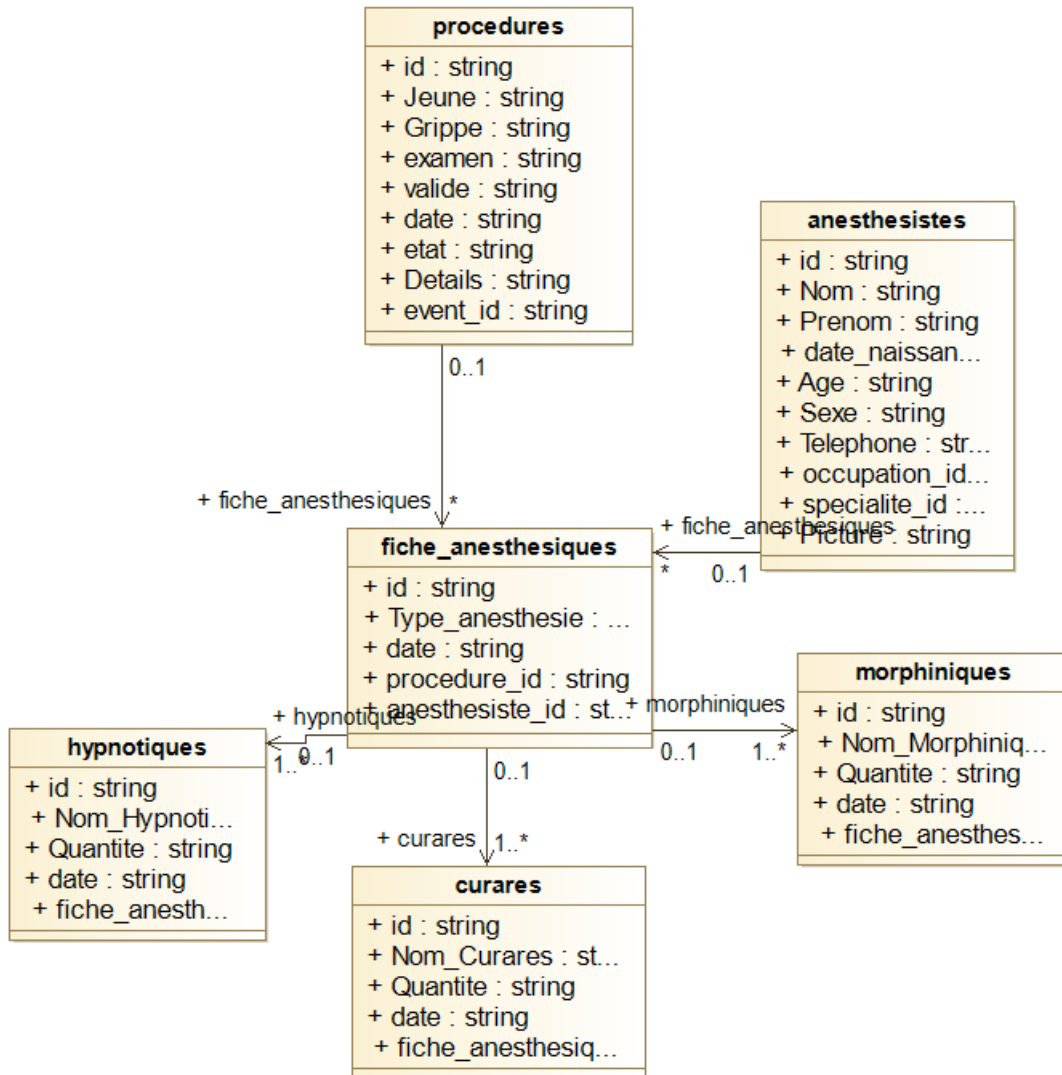 procedures
+ id : string
+ Jeune : string
+ Grippe : string
+ examen : string
+ valide : string
+ date : string
+ etat : string
+ Details : string
+ event_id : string
0..1
+ fiche_anesthesiques
*
anesthesistes
+ id : string
+ Nom : string
+ Prenom : string
+ date_naissan...
+ Age : string
+ Sexe : string
+ Telephone : str...
+ occupation_id...
+ specialite_id :...
+ Picture : string
+ fiche_anesthesiques
*
0..1
fiche_anesthesiques
+ id : string
+ Type_anesthesie : ...
+ date : string
+ procedure_id : string
+ anesthesiste_id : st...
+ hypnotiques
1..*
0..1
+ morphiniques
0..1
1..*
0..1
+ curares
1..*
hypnotiques
+ id : string
+ Nom_Hypnoti...
+ Quantite : string
+ date : string
+ fiche_anesth...
morphiniques
+ id : string
+ Nom_Morphiniq...
+ Quantite : string
+ date : string
+ fiche_anesthes...
curares
+ id : string
+ Nom_Curares : st...
+ Quantite : string
+ date : string
+ fiche_anesthesiq...